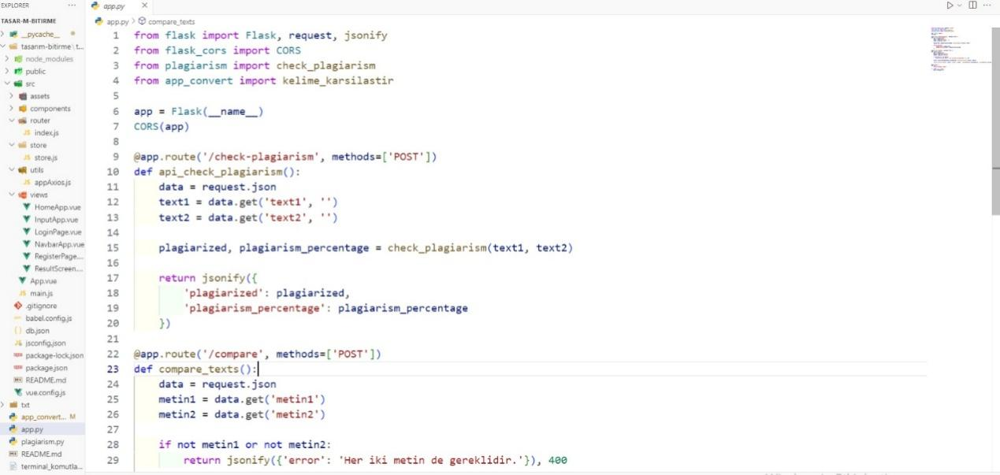 EXPLORER
app.py
TASAR-M-BITIRME
app.py > compare_texts
__pycache__
tasarım-bitirme \ t...
node_modules
public
src
assets
components
router
index.js
store
store.js
utils
appAxios.js
views
HomeApp.vue
InputApp.vue
LoginPage.vue
NavbarApp.vue
RegisterPage....
ResultScreen....
App.vue
main.js
.gitignore
babel.config.js
db.json
jsconfig.json
package-lock.json
package.json
README.md
vue.config.js
txt
app_convert... M
app.py
plagiarism.py
README.md
terminal_komutla...
1 from flask import Flask, request, jsonify
2 from flask_cors import CORS
3 from plagiarism import check_plagiarism
4 from app_convert import kelime_karsilastir
5
6 app = Flask(__name__)
7 CORS(app)
8
9 @app.route('/check-plagiarism', methods=['POST'])
10 def api_check_plagiarism():
11 data = request.json
12 text1 = data.get('text1', '')
13 text2 = data.get('text2', '')
14
15 plagiarized, plagiarism_percentage = check_plagiarism(text1, text2)
16
17 return jsonify({
18 'plagiarized': plagiarized,
19 'plagiarism_percentage': plagiarism_percentage
20 })
21
22 @app.route('/compare', methods=['POST'])
23 def compare_texts():
24 data = request.json
25 metin1 = data.get('metin1')
26 metin2 = data.get('metin2')
27
28 if not metin1 or not metin2:
29 return jsonify({'error': 'Her iki metin de gereklidir.'}), 400